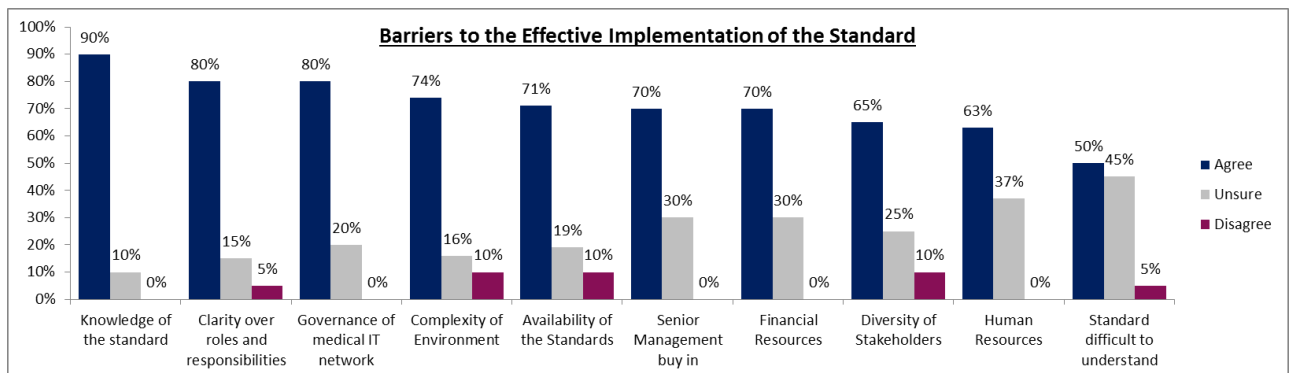 Barriers to the Effective Implementation of the Standard
100%
90%
80%
70%
60%
50%
40%
30%
20%
10%
0%
90%
10%
0%
80%
15%
5%
80%
20%
0%
74%
16%
10%
71%
19%
10%
70%
30%
0%
70%
30%
0%
65%
25%
10%
63%
37%
0%
50%
45%
5%
Knowledge of
the standard
Clarity over
roles and
responsibilities
Governance of
medical IT
network
Complexity of
Environment
Availability of
the Standards
Senior
Management
buy in
Financial
Resources
Diversity of
Stakeholders
Human
Resources
Standard
difficult to
understand
Agree
Unsure
Disagree